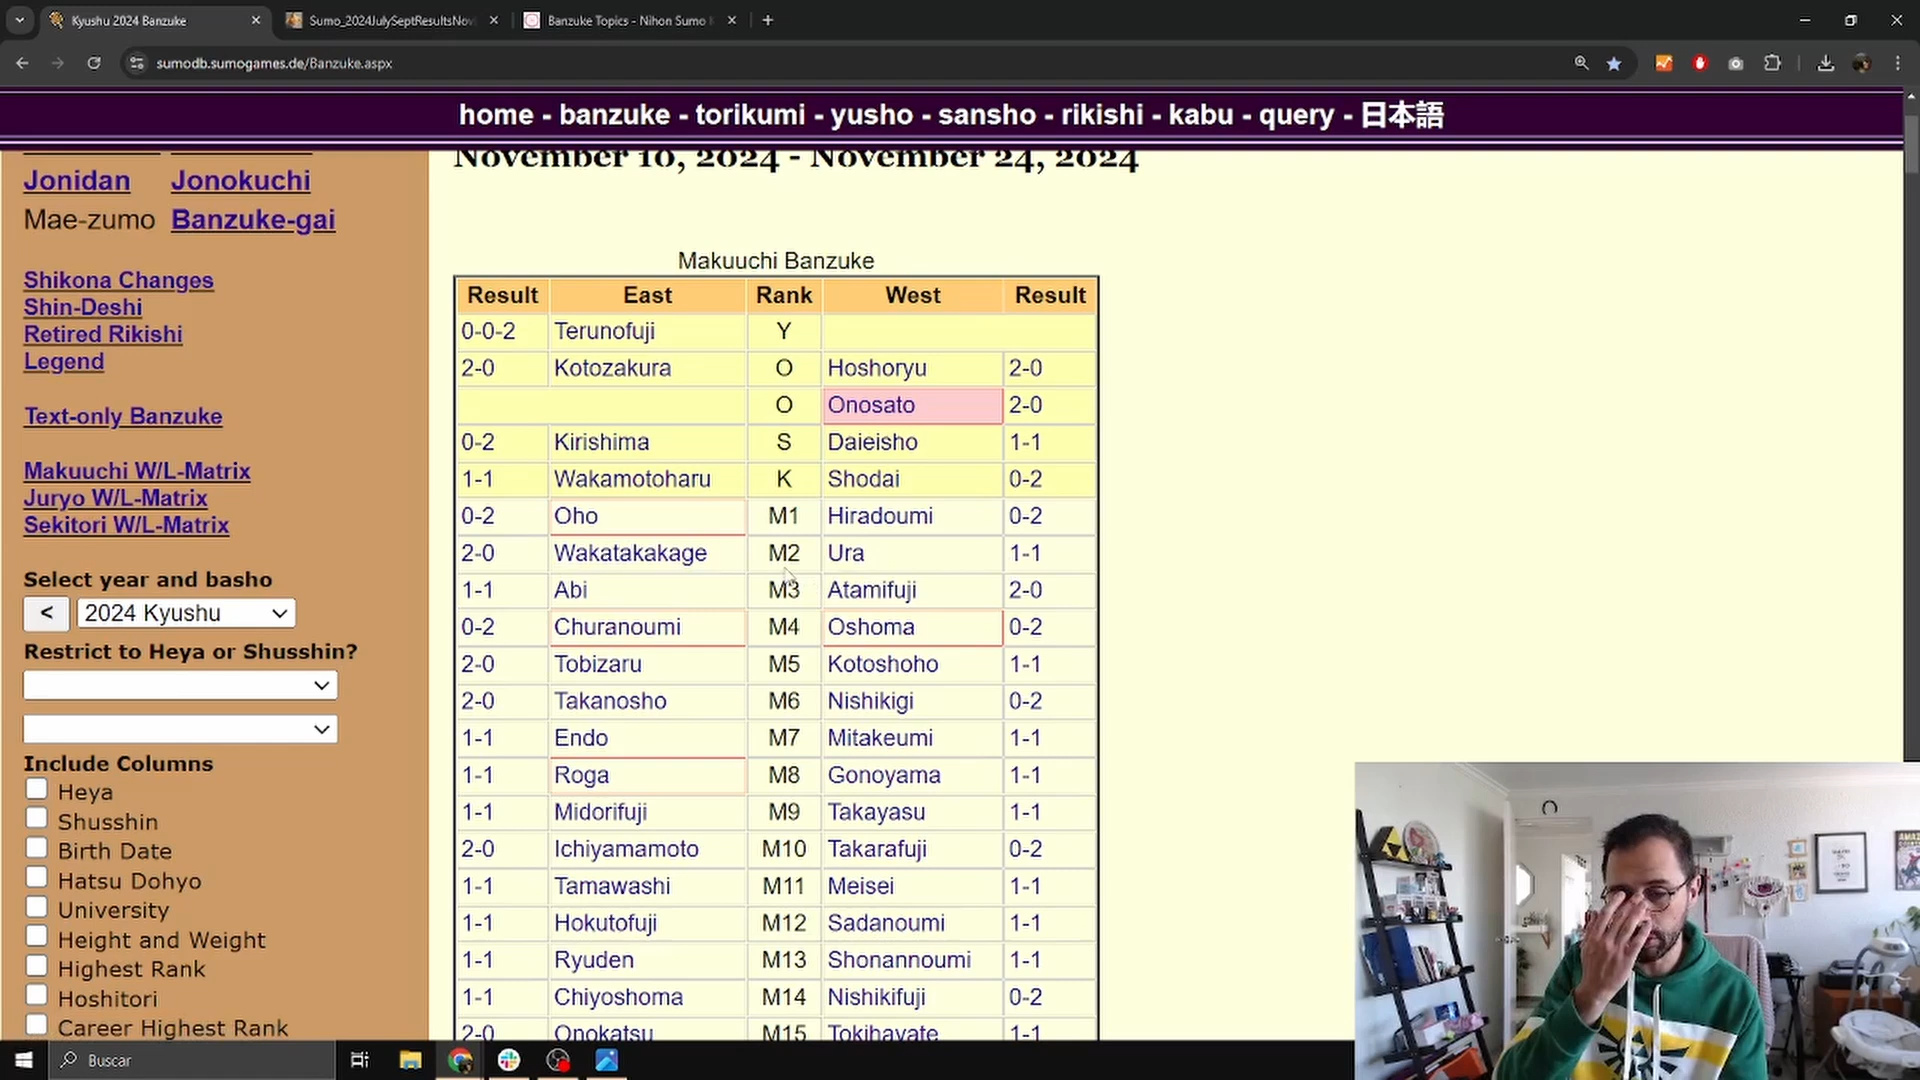 Kyushu 2024 Banzuke
Sumo_2024JulySeptResultsNov
Banzuke Topics - Nihon Sumo
sumodb.sumogames.de/Banzuke.aspx
home - banzuke - torikumi - yusho - sansho - rikishi - kabu - query - 日本語
November 10, 2024 - November 24, 2024
Jonidan Jonokuchi
Mae-zumo Banzuke-gai
Shikona Changes
Shin-Deshi
Retired Rikishi
Legend
Text-only Banzuke
Makuuchi W/L-Matrix
Juryo W/L-Matrix
Sekitori W/L-Matrix
Select year and basho
< 2024 Kyushu
Restrict to Heya or Shusshin?
Include Columns
Heya
Shusshin
Birth Date
Hatsu Dohyo
University
Height and Weight
Highest Rank
Hoshitori
Career Highest Rank
Makuuchi Banzuke
Result East Rank West Result
0-0-2 Terunofuji Y
2-0 Kotozakura O Hoshoryu 2-0
O Onosato 2-0
0-2 Kirishima S Daieisho 1-1
1-1 Wakamotoharu K Shodai 0-2
0-2 Oho M1 Hiradoumi 0-2
2-0 Wakatakakage M2 Ura 1-1
1-1 Abi M3 Atamifuji 2-0
0-2 Churanoumi M4 Oshoma 0-2
2-0 Tobizaru M5 Kotoshoho 1-1
2-0 Takanosho M6 Nishikigi 0-2
1-1 Endo M7 Mitakeumi 1-1
1-1 Roga M8 Gonoyama 1-1
1-1 Midorifuji M9 Takayasu 1-1
2-0 Ichiyamamoto M10 Takarafuji 0-2
1-1 Tamawashi M11 Meisei 1-1
1-1 Hokutofuji M12 Sadanoumi 1-1
1-1 Ryuden M13 Shonannoumi 1-1
1-1 Chiyoshoma M14 Nishikifuji 0-2
2-0 Onokatsu M15 Tokihayate 1-1
Buscar